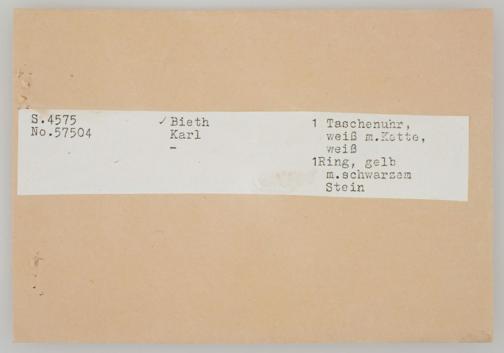 S.4575
No.57504
✓ Bieth
Karl
-
1 Taschenuhr,
weiß m.Kette,
weiß
1Ring, gelb
m.schwarzem
Stein